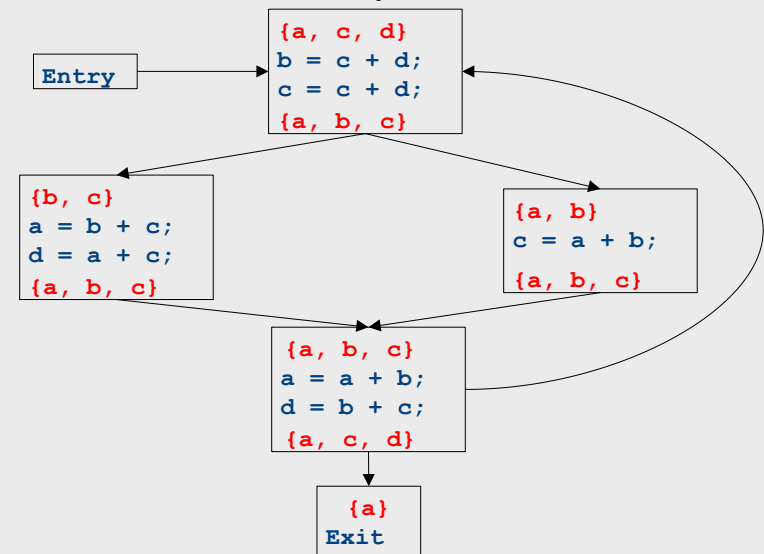 {a, c, d}
b = c + d;
c = c + d;
{a, b, c}
Entry
{b, c}
a = b + c;
d = a + c;
{a, b, c}
{a, b}
c = a + b;
{a, b, c}
{a, b, c}
a = a + b;
d = b + c;
{a, c, d}
{a}
Exit